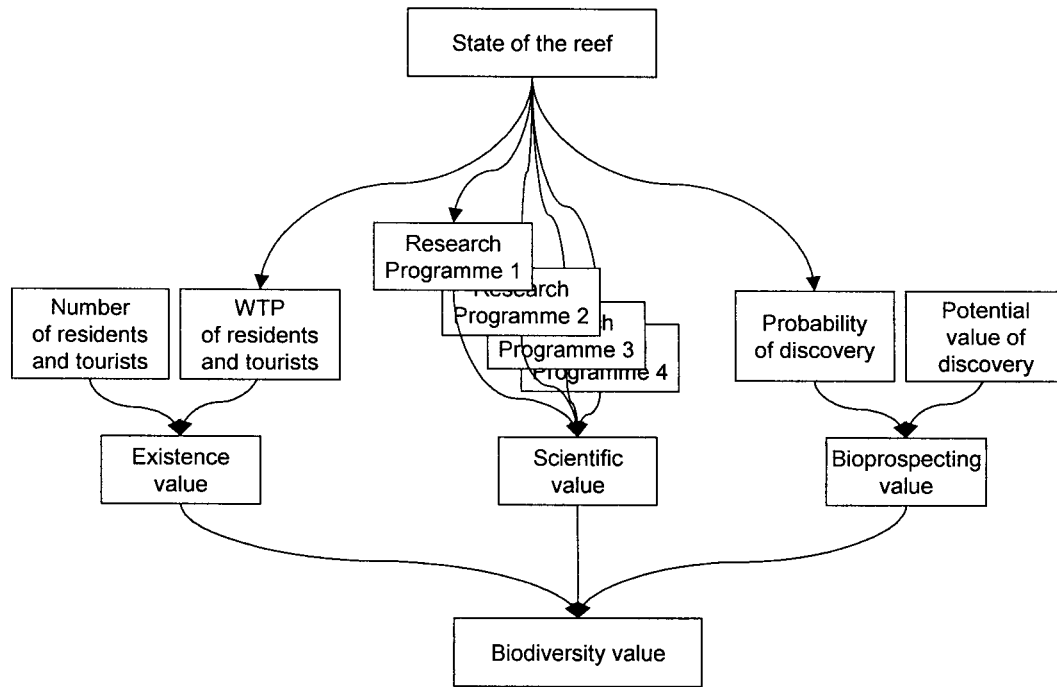 State of the reef
Research
Programme 1
Research
Programme 2
Programme 3
Programme 4
Number
of residents
and tourists
WTP
of residents
and tourists
Probability
of discovery
Potential
value of
discovery
Existence
value
Scientific
value
Bioprospecting
value
Biodiversity value